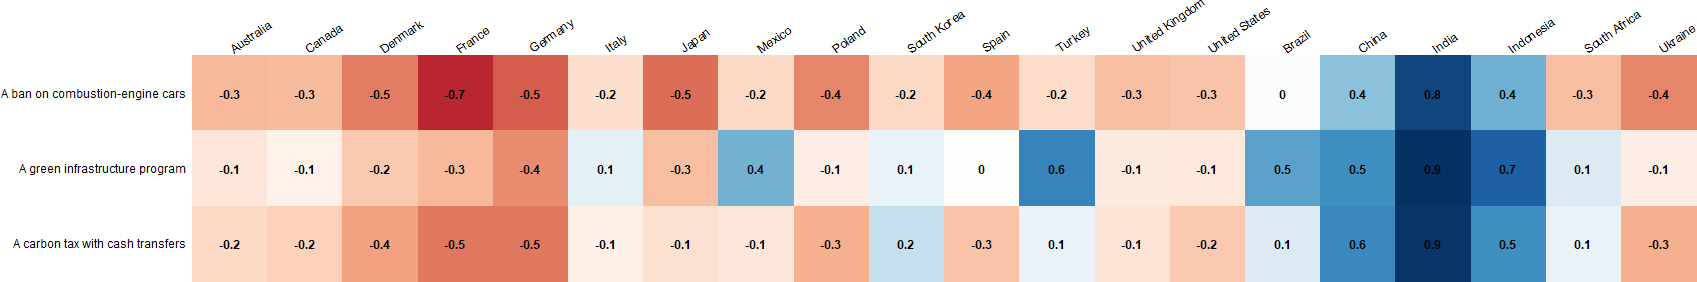 Australia Canada Denmark France Germany Italy Japan Mexico Poland South Korea Spain Turkey United Kingdom United States Brazil China India Indonesia South Africa Ukraine
A ban on combustion-engine cars -0.3 -0.3 -0.5 -0.7 -0.5 -0.2 -0.5 -0.2 -0.4 -0.2 -0.4 -0.2 -0.3 -0.3 0 0.4 0.8 0.4 -0.3 -0.4
A green infrastructure program -0.1 -0.1 -0.2 -0.3 -0.4 0.1 -0.3 0.4 -0.1 0.1 0 0.6 -0.1 -0.1 0.5 0.5 0.9 0.7 0.1 -0.1
A carbon tax with cash transfers -0.2 -0.2 -0.4 -0.5 -0.5 -0.1 -0.1 -0.1 -0.3 0.2 -0.3 0.1 -0.1 -0.2 0.1 0.6 0.9 0.5 0.1 -0.3